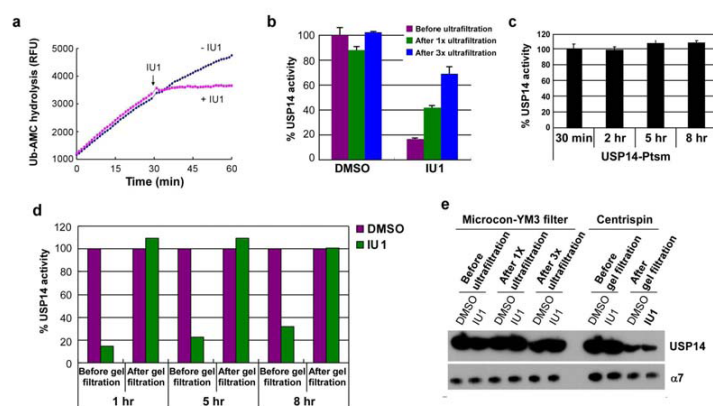 a
Ub-AMC hydrolysis (RFU)
5000
4000
3000
2000
1000
- IU1
IU1
+ IU1
0
15
30
45
60
Time (min)
b
% USP14 activity
100
80
60
40
20
0
Before ultrafiltration
After 1x ultrafiltration
After 3x ultrafiltration
DMSO
IU1
c
% USP14 activity
120
100
80
60
40
20
0
30 min
2 hr
5 hr
8 hr
USP14-Ptsm
d
% USP14 activity
120
100
80
60
40
20
0
DMSO
IU1
Before gel filtration
After gel filtration
Before gel filtration
After gel filtration
Before gel filtration
After gel filtration
1 hr
5 hr
8 hr
e
Microcon-YM3 filter
Centrispin
Before ultrafiltration
After 1X ultrafiltration
After 3x ultrafiltration
Before gel filtration
After gel filtration
DMSO
IU1
DMSO
IU1
DMSO
IU1
DMSO
IU1
DMSO
IU1
USP14
α7